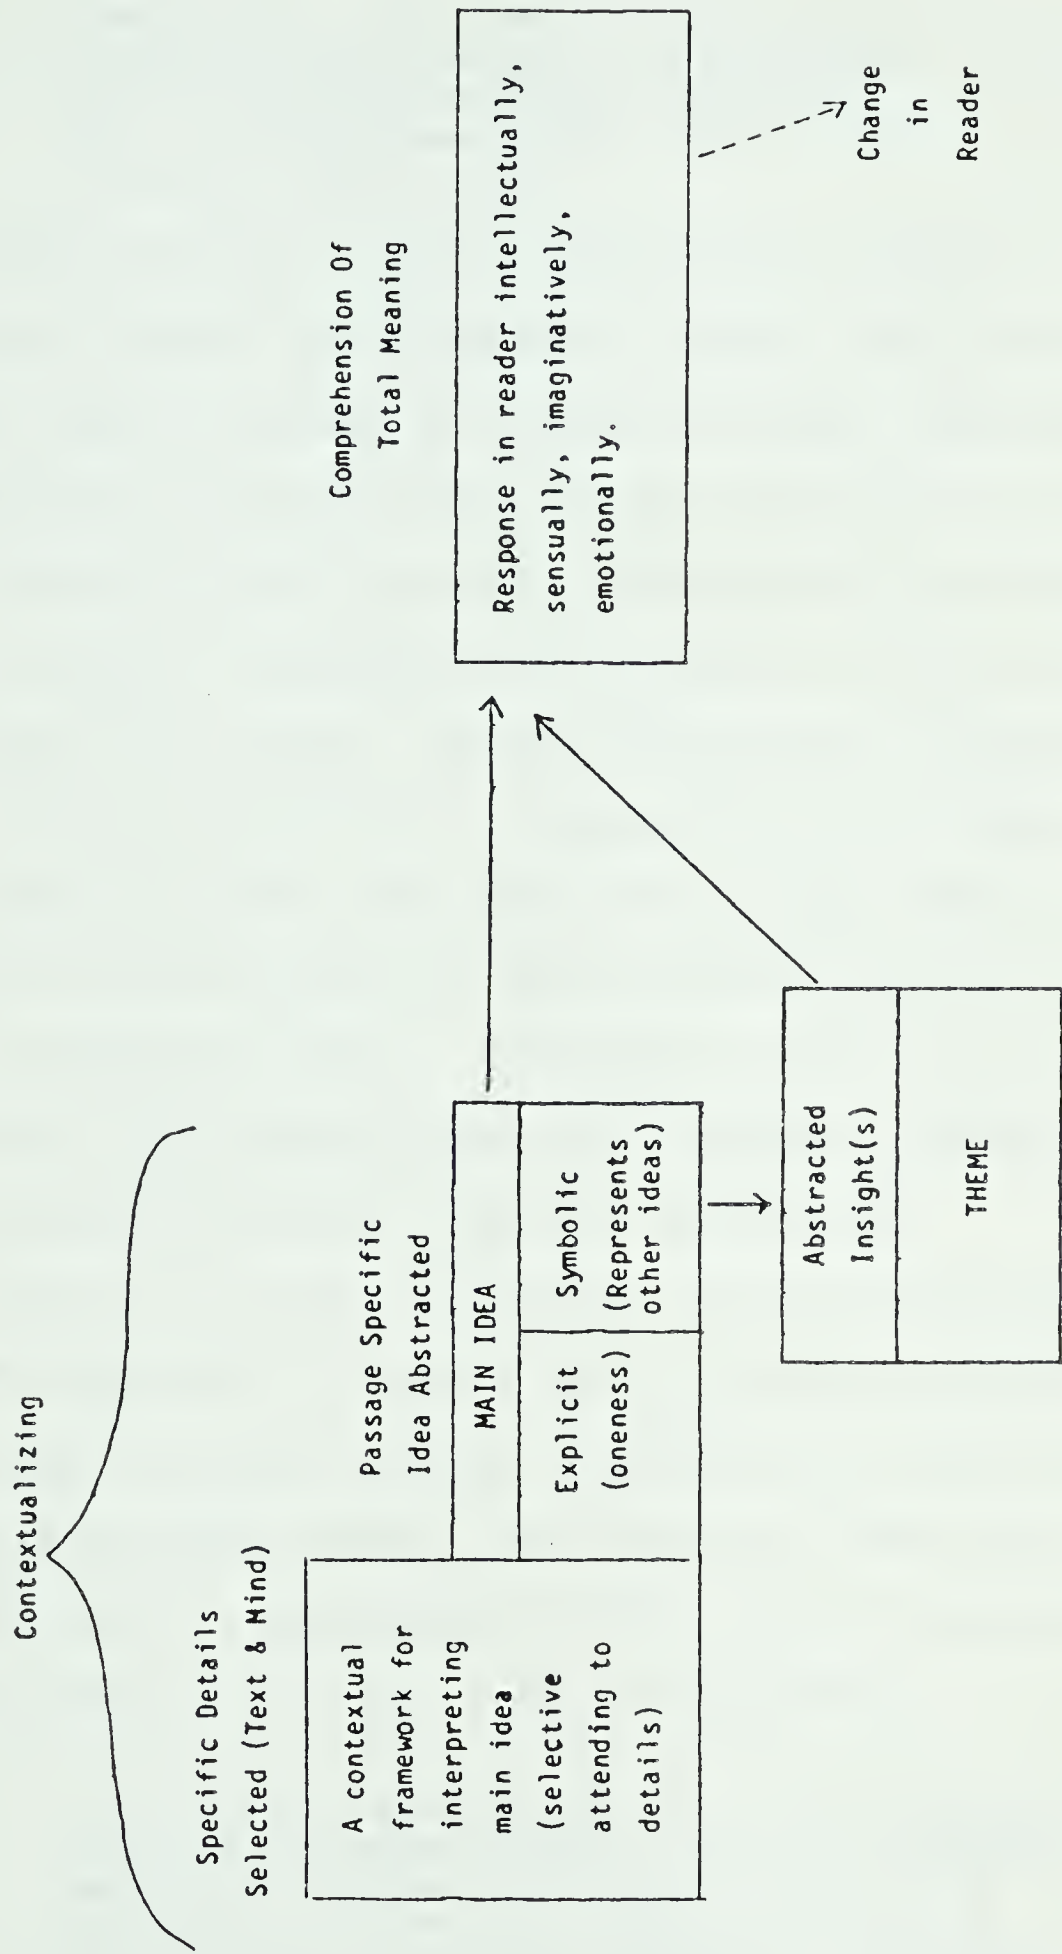 Contextualizing
Specific Details
Selected (Text & Mind)
A contextual
framework for
interpreting
main idea
(selective
attending to
details)
Passage Specific
Idea Abstracted
MAIN IDEA
Explicit
(oneness)
Symbolic
(Represents
other ideas)
Abstracted
Insight(s)
THEME
Comprehension Of
Total Meaning
Response in reader intellectually,
sensually, imaginatively,
emotionally.
Change
in
Reader